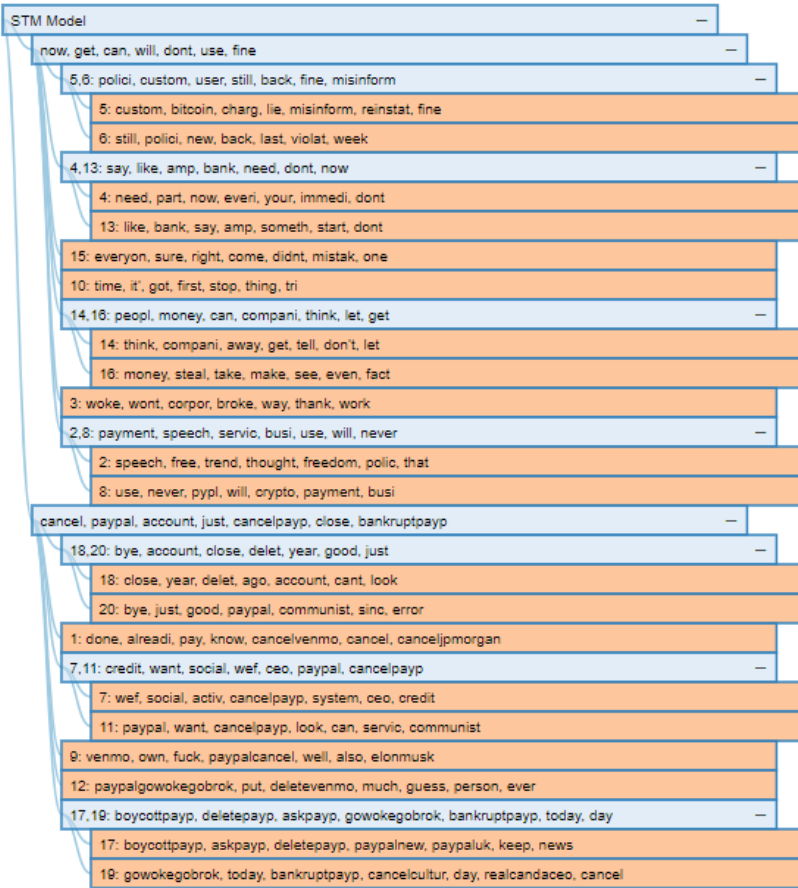 STM Model
now, get, can, will, dont, use, fine
5,6: polici, custom, user, still, back, fine, misinform
5: custom, bitcoin, charg, lie, misinform, reinstat, fine
6: still, polici, new, back, last, violat, week
4,13: say, like, amp, bank, need, dont, now
4: need, part, now, everi, your, immedi, dont
13: like, bank, say, amp, someth, start, dont
15: everyon, sure, right, come, didnt, mistak, one
10: time, it', got, first, stop, thing, tri
14,16: peopl, money, can, compani, think, let, get
14: think, compani, away, get, tell, don't, let
16: money, steal, take, make, see, even, fact
3: woke, wont, corpor, broke, way, thank, work
2,8: payment, speech, servic, busi, use, will, never
2: speech, free, trend, thought, freedom, polic, that
8: use, never, pypl, will, crypto, payment, busi
cancel, paypal, account, just, cancelpayp, close, bankruptpayp
18,20: bye, account, close, delet, year, good, just
18: close, year, delet, ago, account, cant, look
20: bye, just, good, paypal, communist, sinc, error
1: done, alreadi, pay, know, cancelvenmo, cancel, canceljpmorgan
7,11: credit, want, social, wef, ceo, paypal, cancelpayp
7: wef, social, activ, cancelpayp, system, ceo, credit
11: paypal, want, cancelpayp, look, can, servic, communist
9: venmo, own, fuck, paypalcancel, well, also, elonmusk
12: paypalgowokegobrok, put, deletevenmo, much, guess, person, ever
17,19: boycottpayp, deletepayp, askpayp, gowokegobrok, bankruptpayp, today, day
17: boycottpayp, askpayp, deletepayp, paypalnew, paypaluk, keep, news
19: gowokegobrok, today, bankruptpayp, cancelcultur, day, realcandaceo, cancel